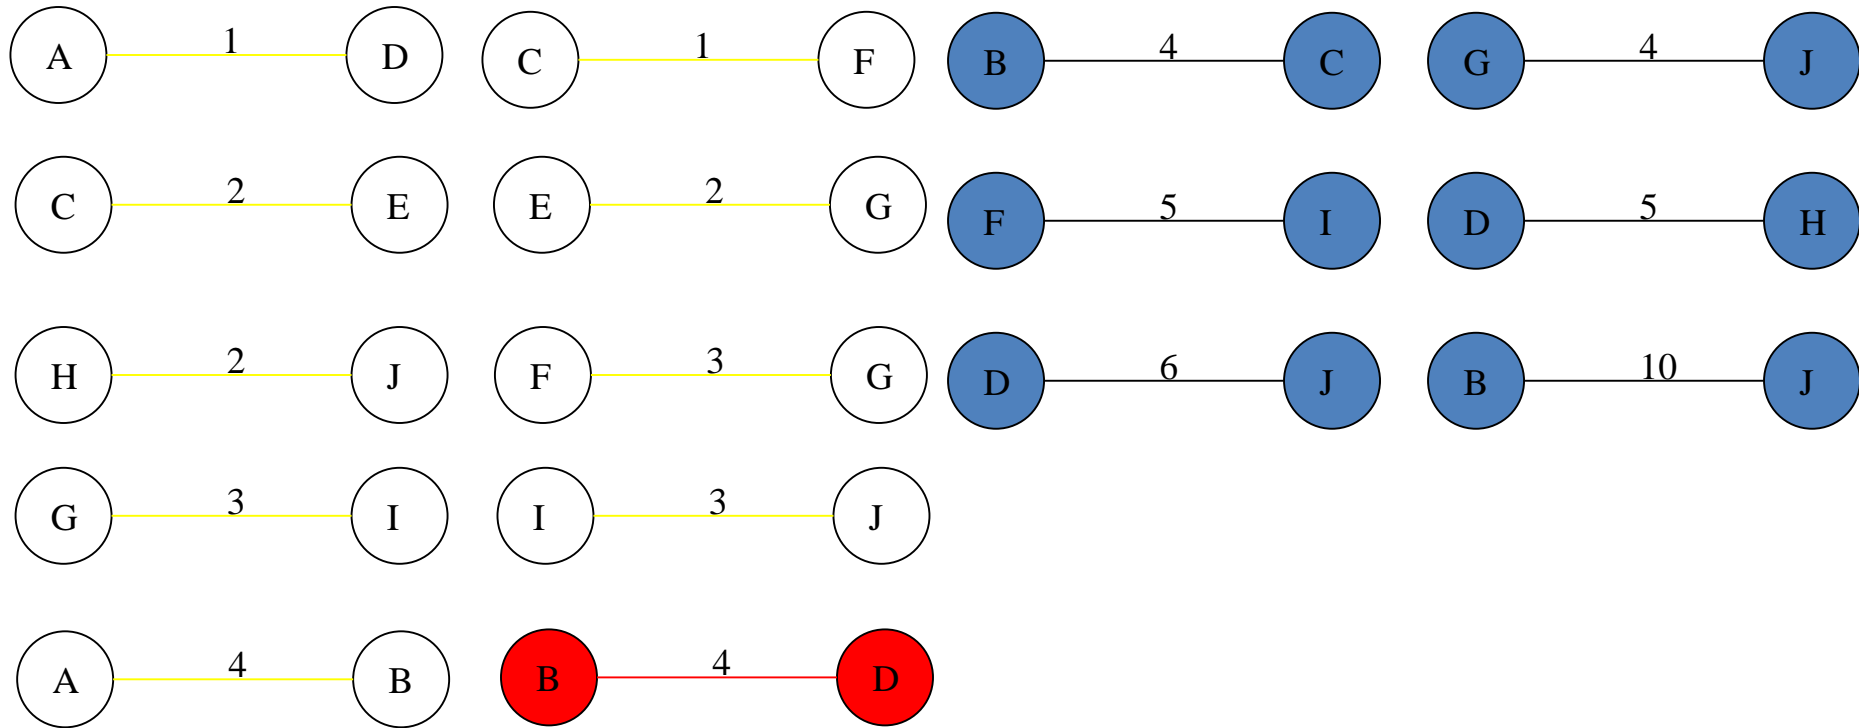 A 1 D C 1 F B 4 C G 4 J
C 2 E E 2 G F 5 I D 5 H
H 2 J F 3 G D 6 J B 10 J
G 3 I I 3 J
A 4 B B 4 D